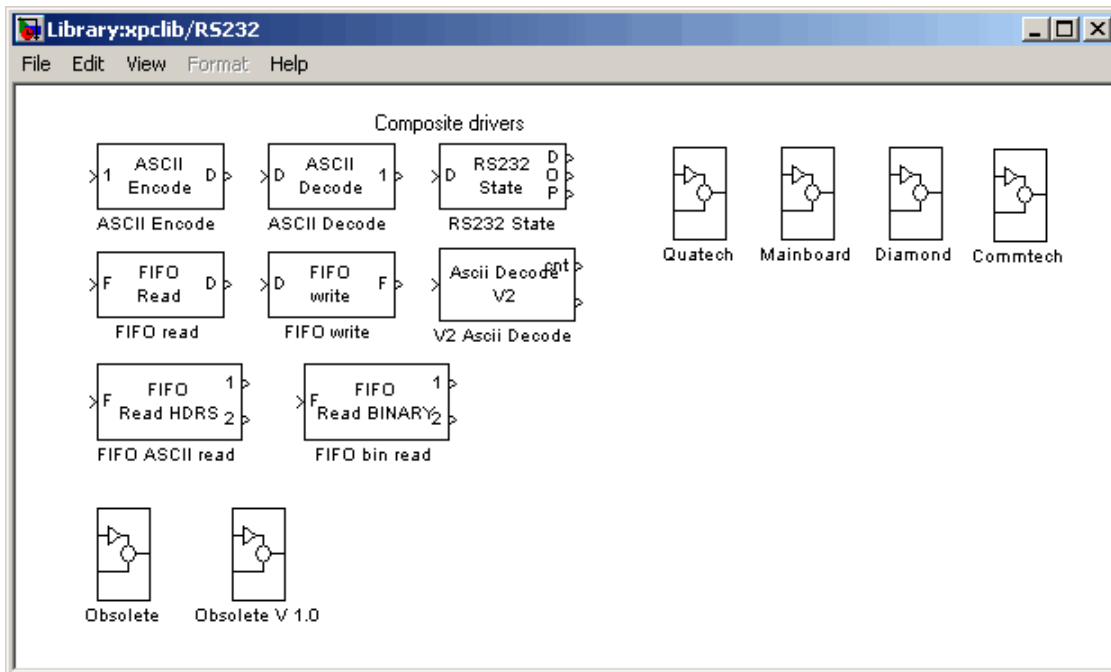 Library:xpclib/RS232
File Edit View Format Help
Composite drivers
1 ASCII Encode D
ASCII Encode
D ASCII Decode 1
ASCII Decode
D RS232 State D O P
RS232 State
Quatech
Mainboard
Diamond
Commtech
F FIFO Read D
FIFO read
D FIFO write F
FIFO write
Ascii Decode V2 cnt
V2 Ascii Decode
F FIFO Read HDRS 1 2
FIFO ASCII read
F FIFO Read BINARY 1 2
FIFO bin read
Obsolete
Obsolete V 1.0